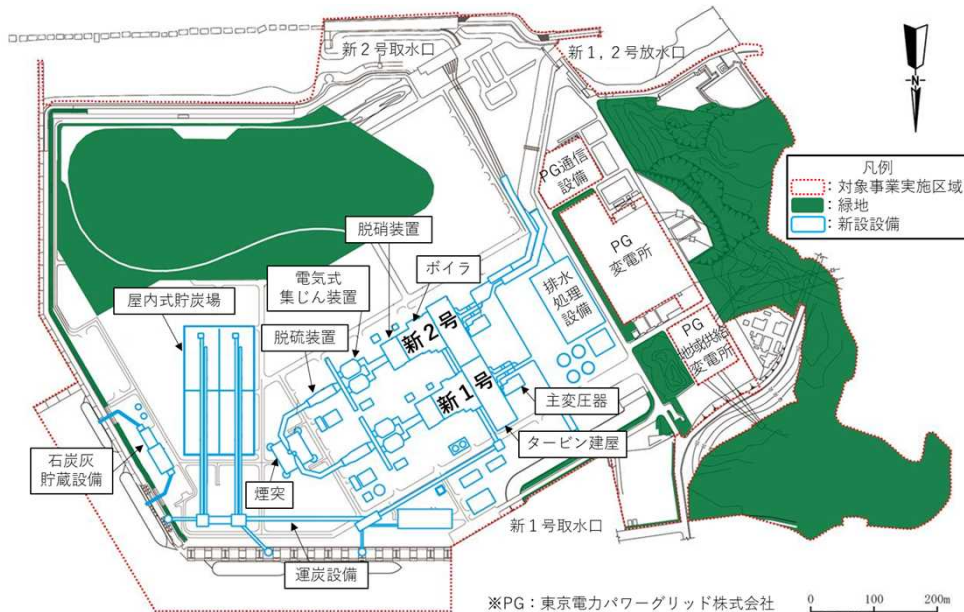 新2号取水口
新1, 2号放水口
N
凡例
:対象事業実施区域
:緑地
:新設設備
PG通信
設備
PG
変電所
脱硝装置
ボイラ
電気式
集じん装置
排水
処理
設備
屋内式貯炭場
脱硫装置
新2号
PG
地域供給
変電所
新1号
主変圧器
タービン建屋
石炭灰
貯蔵設備
煙突
新1号取水口
運炭設備
※PG:東京電力パワーグリッド株式会社
0 100 200m